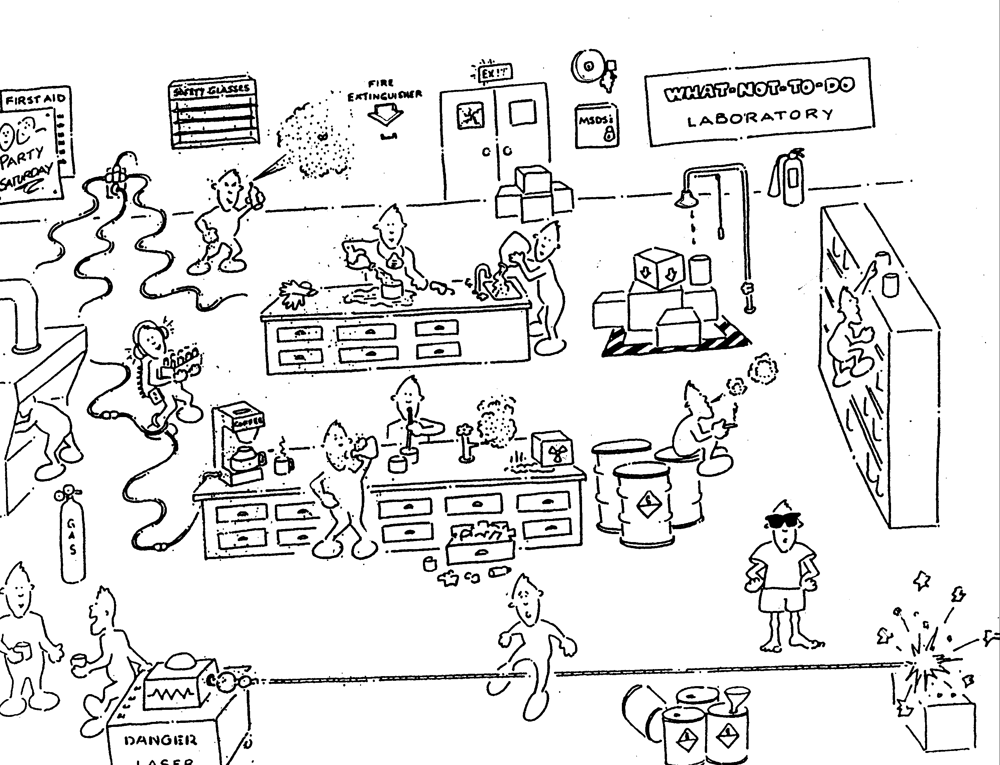 FIRST AID
PARTY
SATURDAY
SAFETY GLASSES
FIRE
EXTINGUISHER
EXIT
MSDS
WHAT·NOT·TO·DO
LABORATORY
COFFEE
GAS
DANGER
LASER